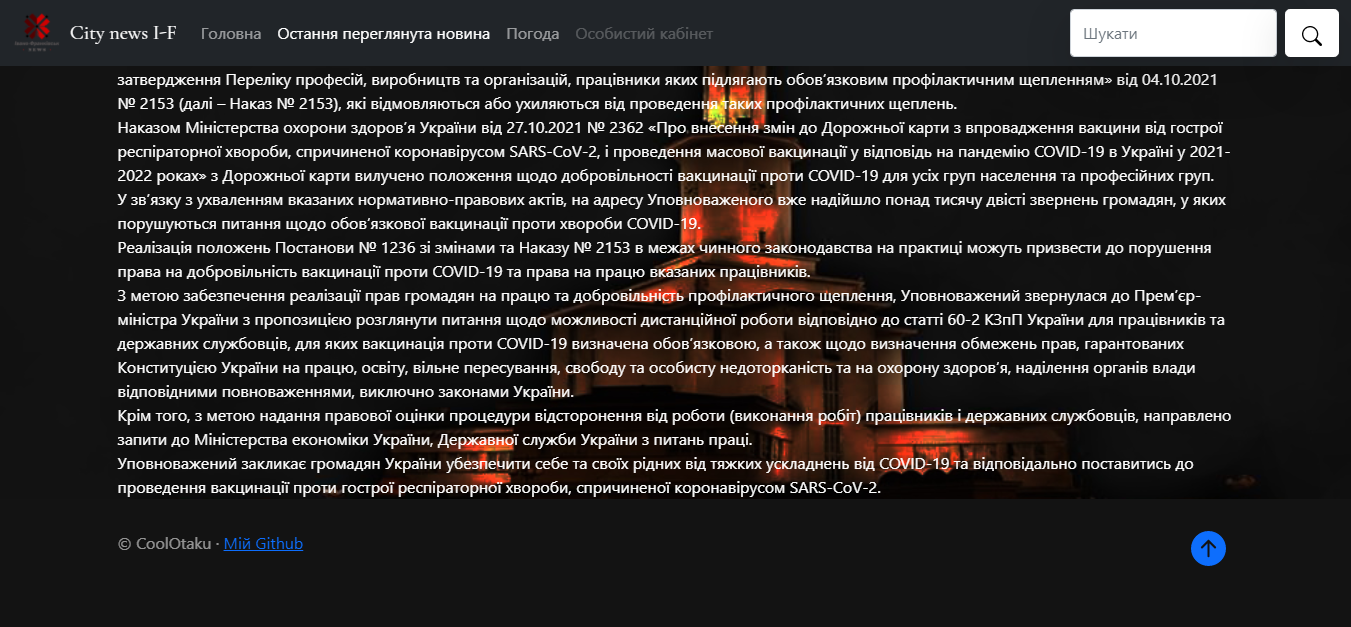 City news I-F
Головна
Остання переглянута новина
Погода
Особистий кабінет
Шукати
затвердження Переліку професій, виробництв та організацій, працівники яких підлягають обов’язковим профілактичним щепленням» від 04.10.2021
№ 2153 (далі – Наказ № 2153), які відмовляються або ухиляються від проведення таких профілактичних щеплень.
Наказом Міністерства охорони здоров’я України від 27.10.2021 № 2362 «Про внесення змін до Дорожньої карти з впровадження вакцини від гострої
респіраторної хвороби, спричиненої коронавірусом SARS-CoV-2, і проведення масової вакцинації у відповідь на пандемію COVID-19 в Україні у 2021-
2022 роках» з Дорожньої карти вилучено положення щодо добровільності вакцинації проти COVID-19 для усіх груп населення та професійних груп.
У зв’язку з ухваленням вказаних нормативно-правових актів, на адресу Уповноваженого вже надійшло понад тисячу двісті звернень громадян, у яких
порушуються питання щодо обов’язкової вакцинації проти хвороби COVID-19.
Реалізація положень Постанови № 1236 зі змінами та Наказу № 2153 в межах чинного законодавства на практиці можуть призвести до порушення
права на добровільність вакцинації проти COVID-19 та права на працю вказаних працівників.
З метою забезпечення реалізації прав громадян на працю та добровільність профілактичного щеплення, Уповноважений звернулася до Прем’єр-
міністра України з пропозицією розглянути питання щодо можливості дистанційної роботи відповідно до статті 60-2 КЗпП України для працівників та
державних службовців, для яких вакцинація проти COVID-19 визначена обов’язковою, а також щодо визначення обмежень прав, гарантованих
Конституцією України на працю, освіту, вільне пересування, свободу та особисту недоторканість та на охорону здоров’я, наділення органів влади
відповідними повноваженнями, виключно законами України.
Крім того, з метою надання правової оцінки процедури відсторонення від роботи (виконання робіт) працівників і державних службовців, направлено
запити до Міністерства економіки України, Державної служби України з питань праці.
Уповноважений закликає громадян України убезпечити себе та своїх рідних від тяжких ускладнень від COVID-19 та відповідально поставитись до
проведення вакцинації проти гострої респіраторної хвороби, спричиненої коронавірусом SARS-CoV-2.
© CoolOtaku · Мій Github